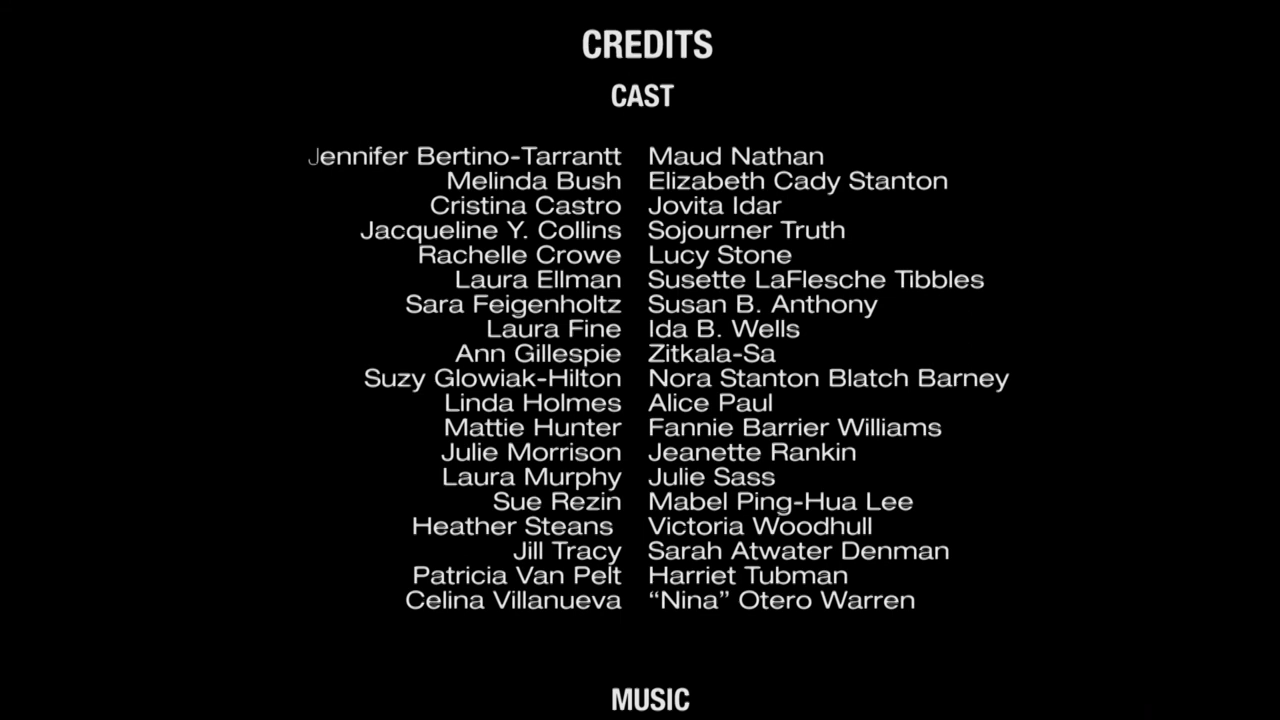 CREDITS
CAST
Jennifer Bertino-Tarrantt Maud Nathan
Melinda Bush Elizabeth Cady Stanton
Cristina Castro Jovita Idar
Jacqueline Y. Collins Sojourner Truth
Rachelle Crowe Lucy Stone
Laura Ellman Susette LaFlesche Tibbles
Sara Feigenholtz Susan B. Anthony
Laura Fine Ida B. Wells
Ann Gillespie Zitkala-Sa
Suzy Glowiak-Hilton Nora Stanton Blatch Barney
Linda Holmes Alice Paul
Mattie Hunter Fannie Barrier Williams
Julie Morrison Jeanette Rankin
Laura Murphy Julie Sass
Sue Rezin Mabel Ping-Hua Lee
Heather Steans Victoria Woodhull
Jill Tracy Sarah Atwater Denman
Patricia Van Pelt Harriet Tubman
Celina Villanueva “Nina” Otero Warren
MUSIC